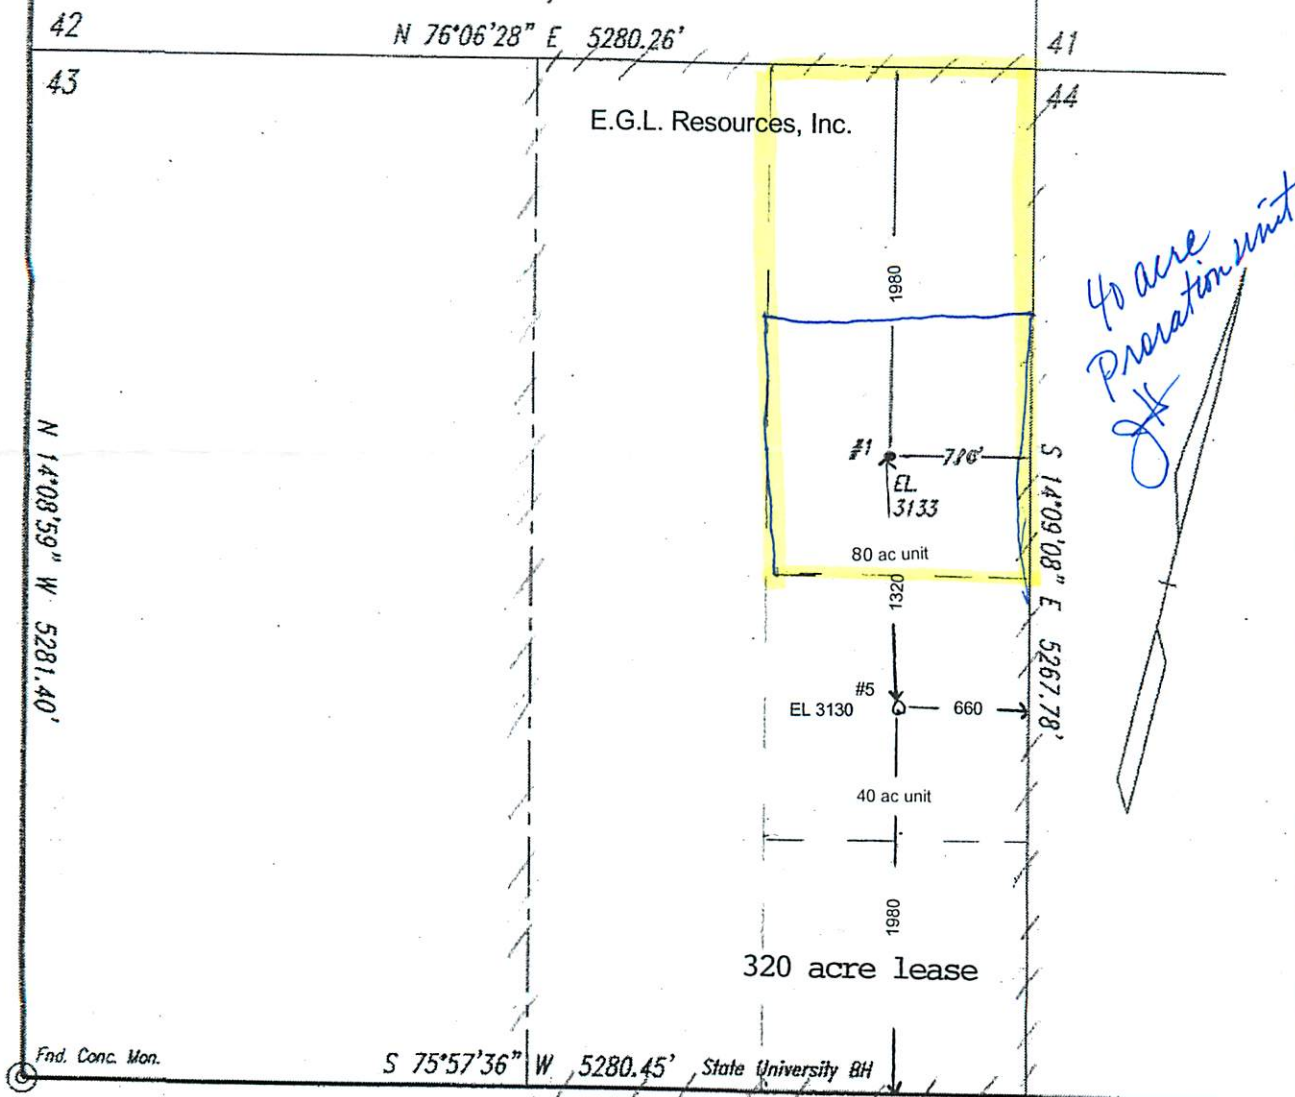 42
N 76°06'28" E 5280.26'
41
43
44
E.G.L. Resources, Inc.
40 acre
Proration unit
JH
1980
#1
EL.
3133
80 ac unit
1320
N 14°08'59" W 5281.40'
S 14°09'08" E 5267.78'
#5
EL 3130
660
40 ac unit
1980
320 acre lease
Fnd. Conc. Mon.
S 75°57'36" W 5280.45'
State University BH